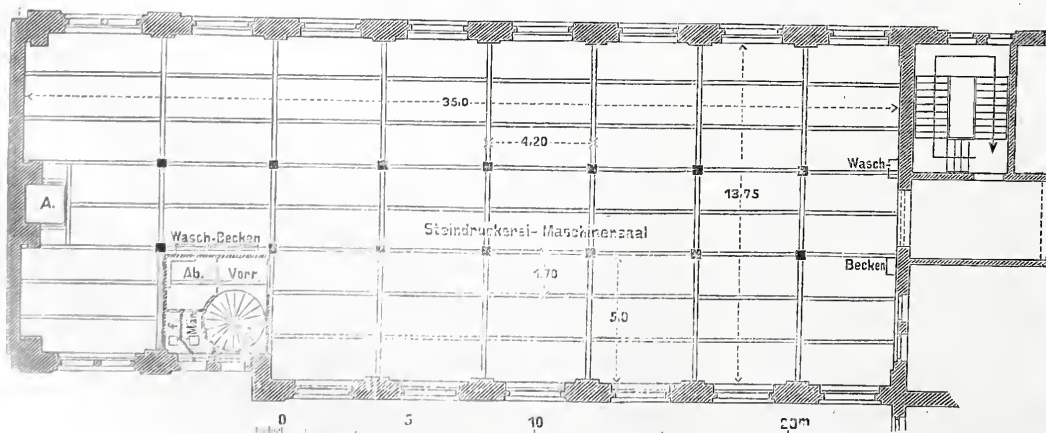 35.0
4.20
Wasch-
A.
13.75
Wasch-Becken
Steindruckerei-Maschinensaal
Ab. Vorr
Becken
1.70
f.
Man
5.0
0 5 10 20m